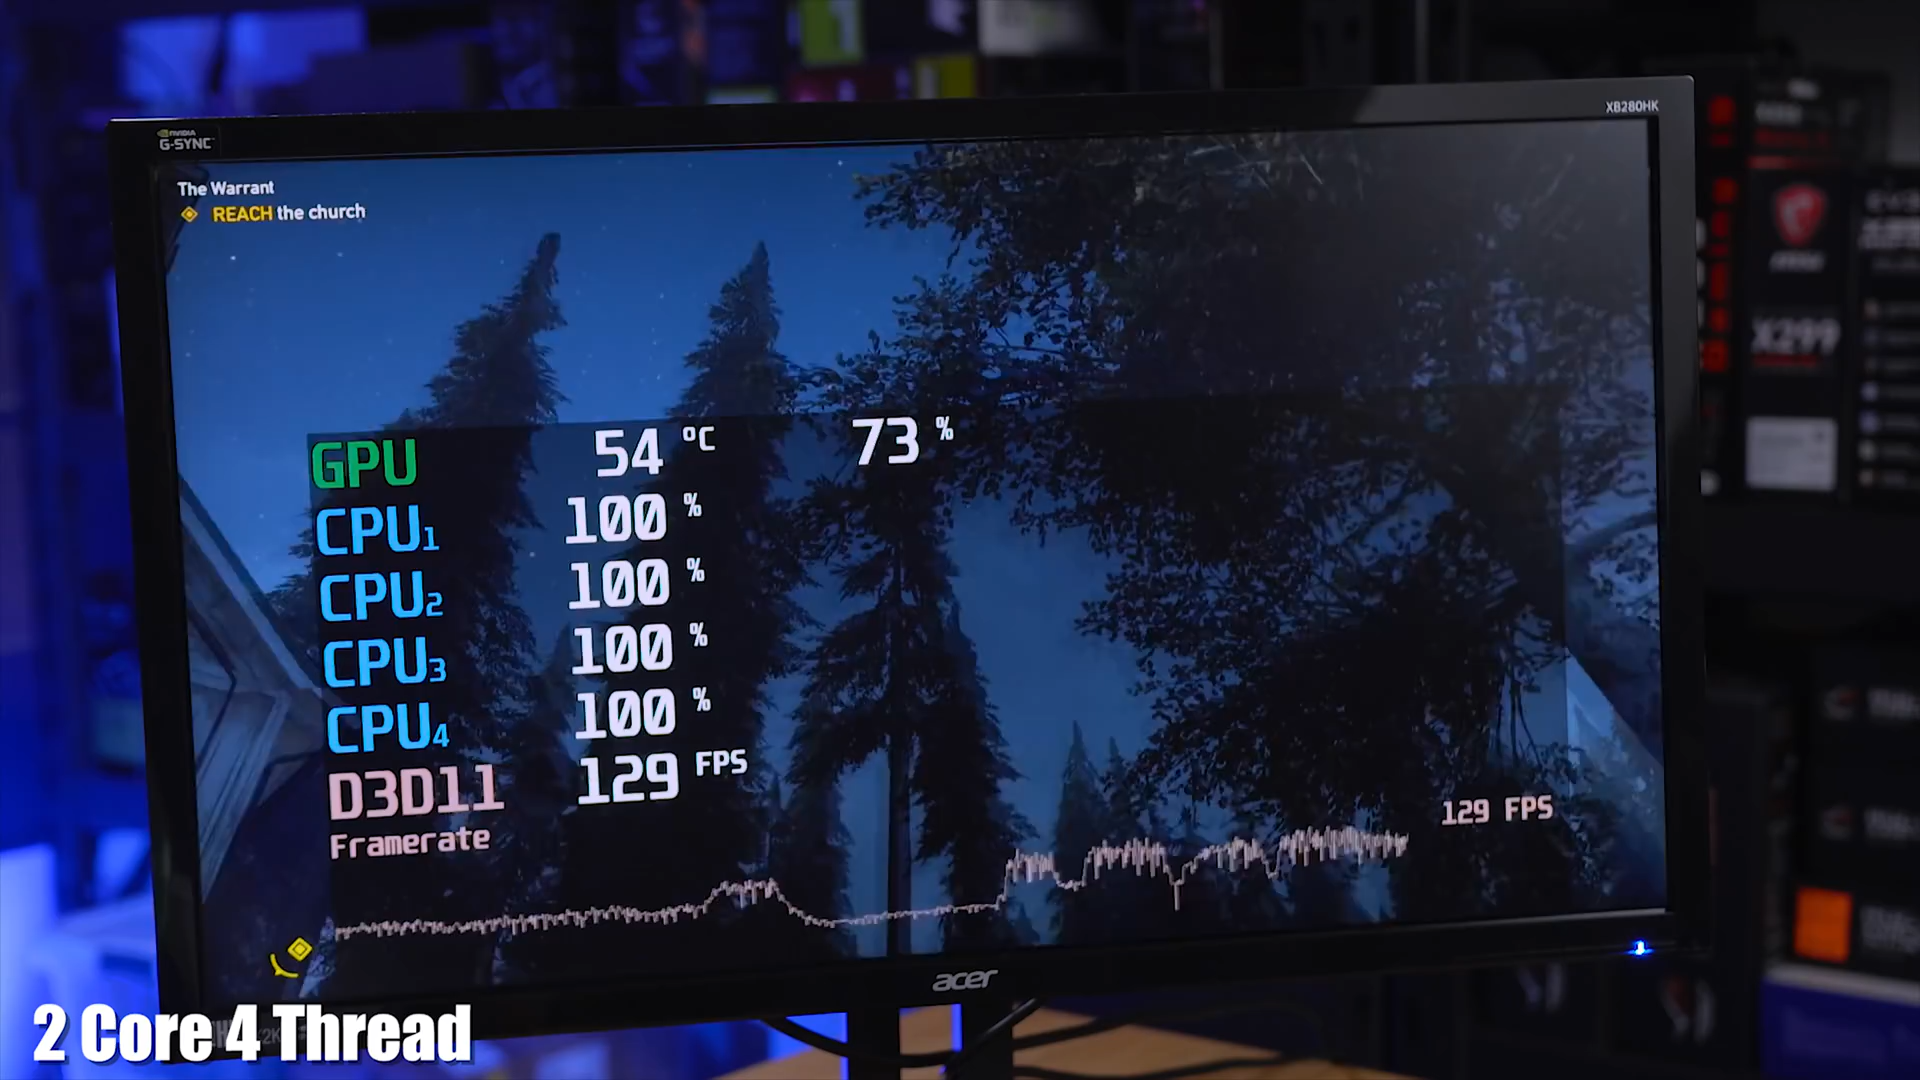 XB280HK
NVIDIA
G-SYNC
The Warrant
REACH the church
GPU 54 °C 73 %
CPU1 100 %
CPU2 100 %
CPU3 100 %
CPU4 100 %
D3D11 129 FPS
Framerate
129 FPS
acer
X299
2 Core 4 Thread